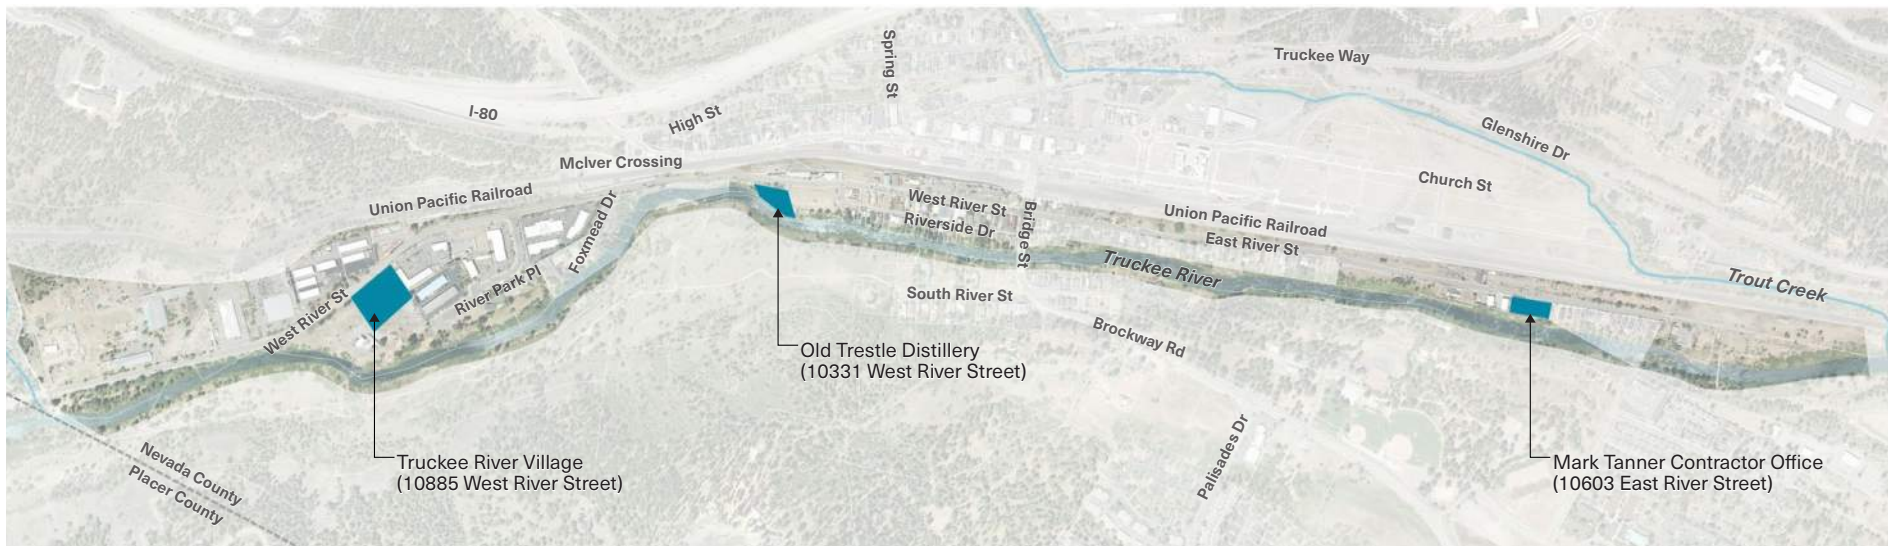 Spring St
Truckee Way
I-80
High St
Glenshire Dr
McIver Crossing
Church St
Union Pacific Railroad
Foxmead Dr
West River St
Riverside Dr
Bridge St
Union Pacific Railroad
East River St
Truckee River
Trout Creek
River Park Pl
West River St
South River St
Brockway Rd
Old Trestle Distillery
(10331 West River Street)
Palisades Dr
Nevada County
Placer County
Truckee River Village
(10885 West River Street)
Mark Tanner Contractor Office
(10603 East River Street)